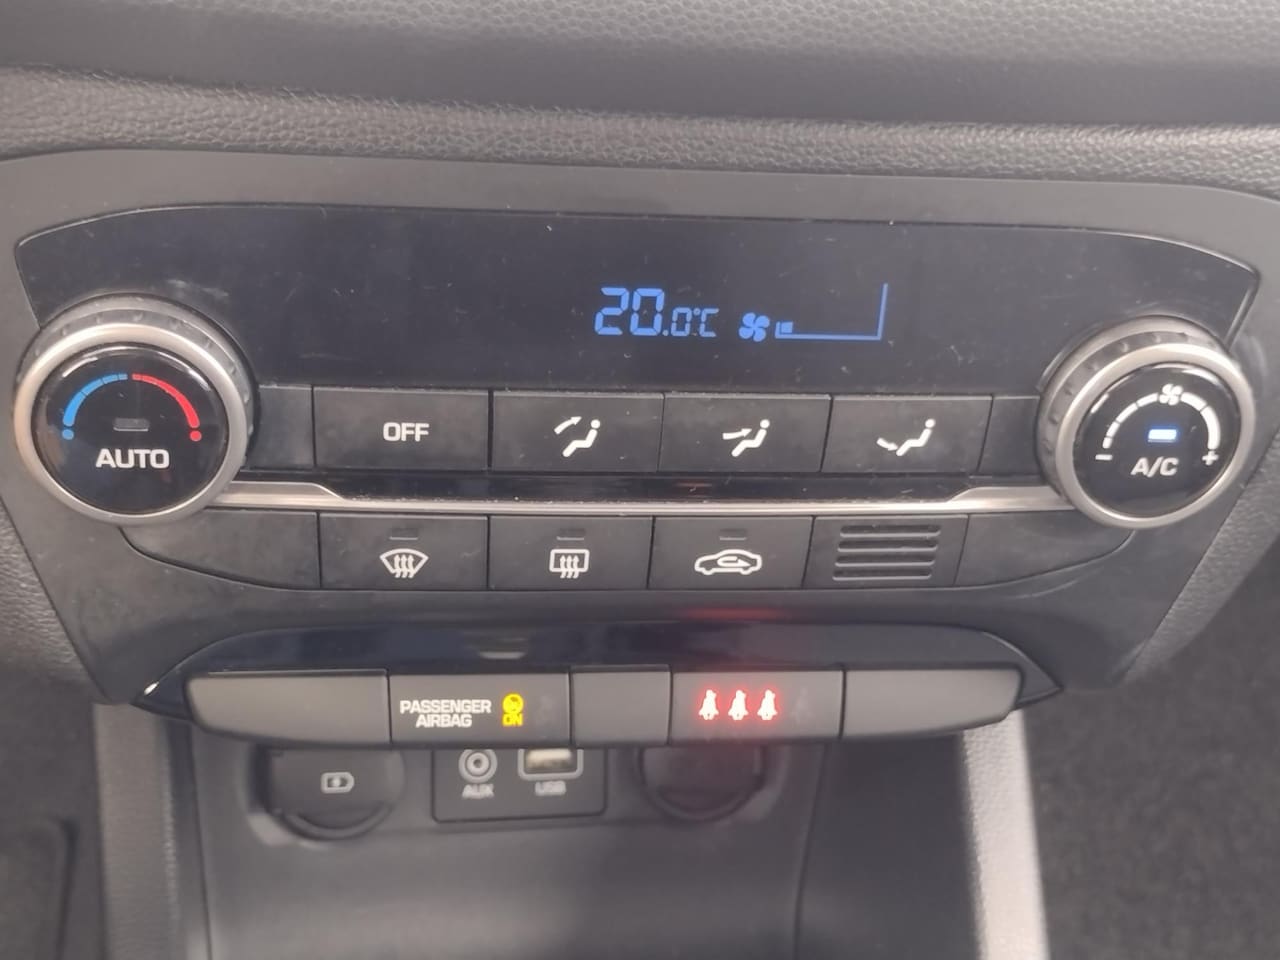 20.0°C
OFF
AUTO
- +
A/C
PASSENGER
AIRBAG ON
AUX USB